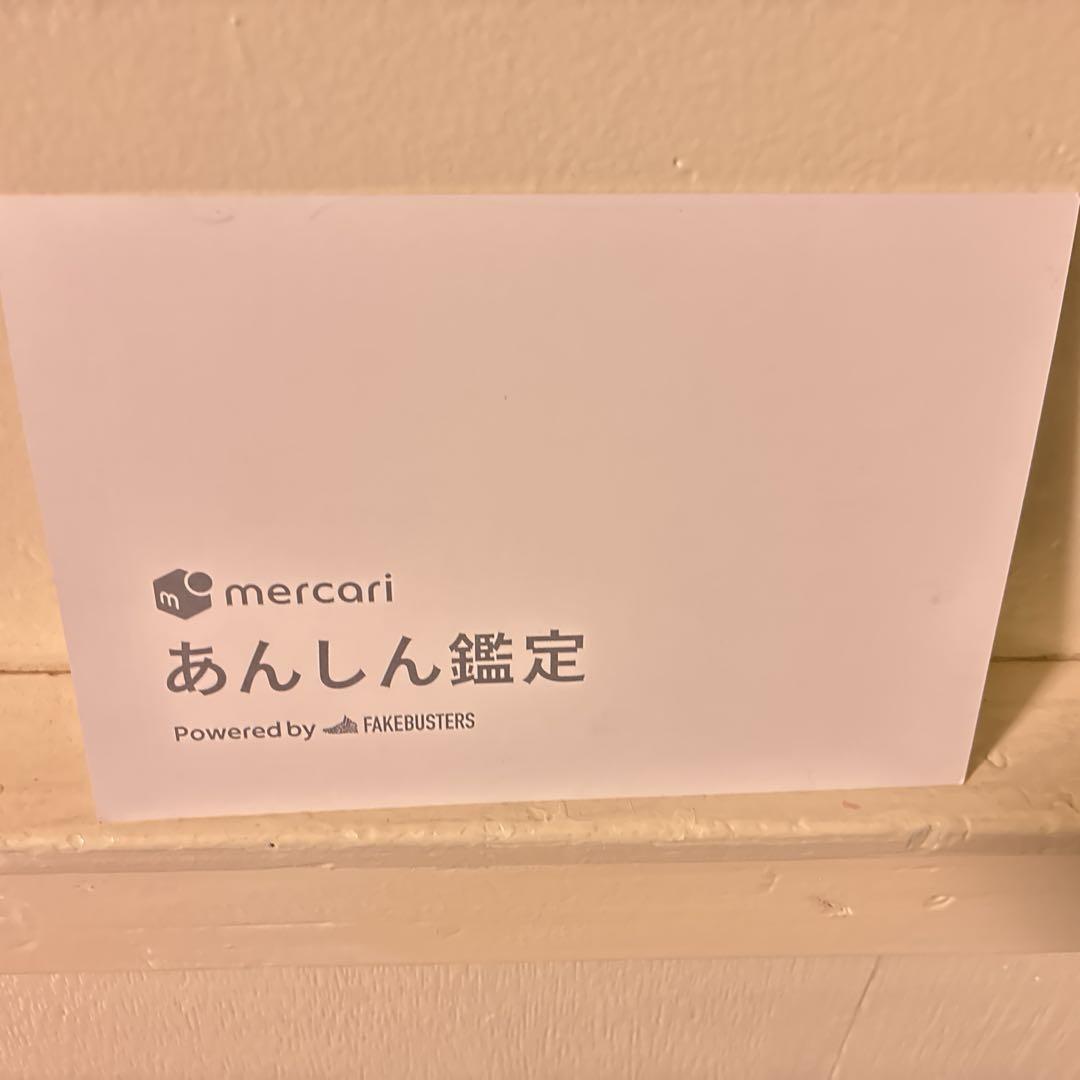 mercari
あんしん鑑定
Powered by FAKEBUSTERS